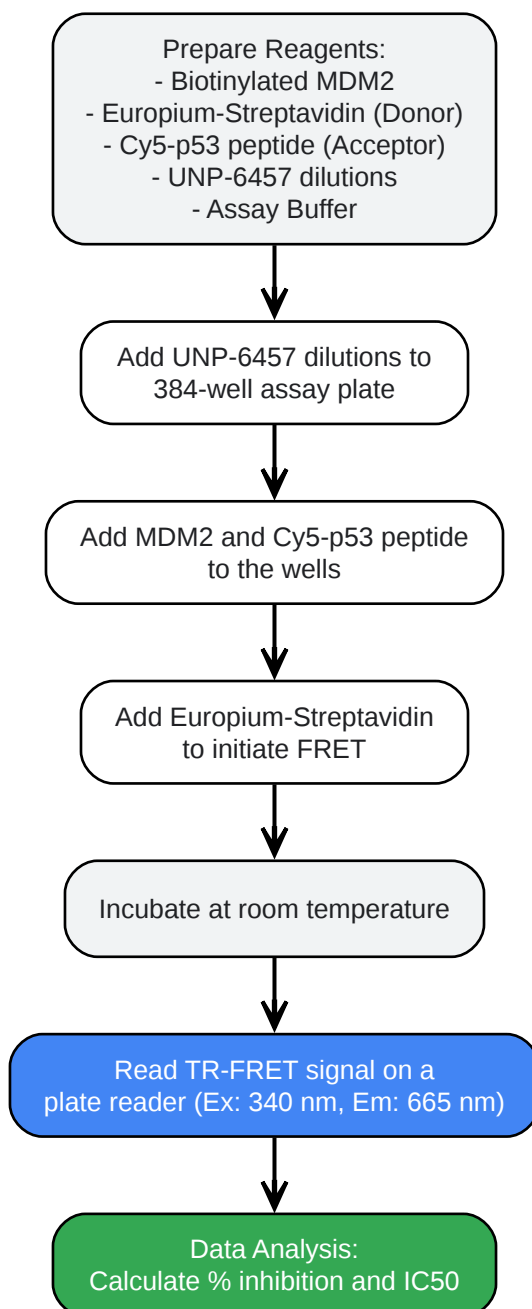 Prepare Reagents:
- Biotinylated MDM2
- Europium-Streptavidin (Donor)
- Cy5-p53 peptide (Acceptor)
- UNP-6457 dilutions
- Assay Buffer
Add UNP-6457 dilutions to
384-well assay plate
Add MDM2 and Cy5-p53 peptide
to the wells
Add Europium-Streptavidin
to initiate FRET
Incubate at room temperature
Read TR-FRET signal on a
plate reader (Ex: 340 nm, Em: 665 nm)
Data Analysis:
Calculate % inhibition and IC50